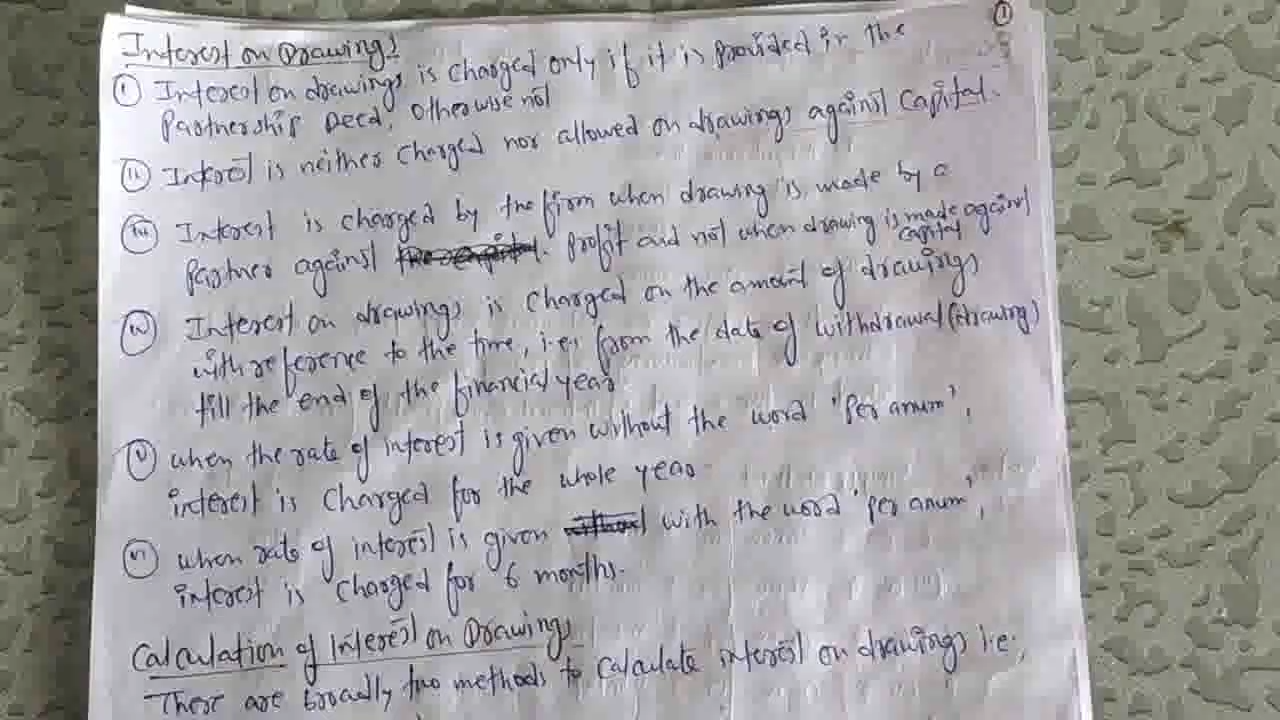 ①
Interest on Drawings
(i) Interest on drawings is charged only if it is provided in the
Partnership Deed, otherwise not
(ii) Interest is neither charged nor allowed on drawings against Capital.
(iii) Interest is charged by the firm when drawing is made by a
Partner against profit and not when drawing is made against
capital
(iv) Interest on drawings is charged on the amount of drawings
with reference to the time, i.e., from the date of withdrawal (drawing)
till the end of the financial year
(v) when the rate of interest is given without the word 'Per anum',
interest is charged for the whole year
(vi) when rate of interest is given with the word 'per anum',
interest is charged for 6 months.
Calculation of Interest on Drawings
There are broadly two methods to calculate interest on drawings i.e.,